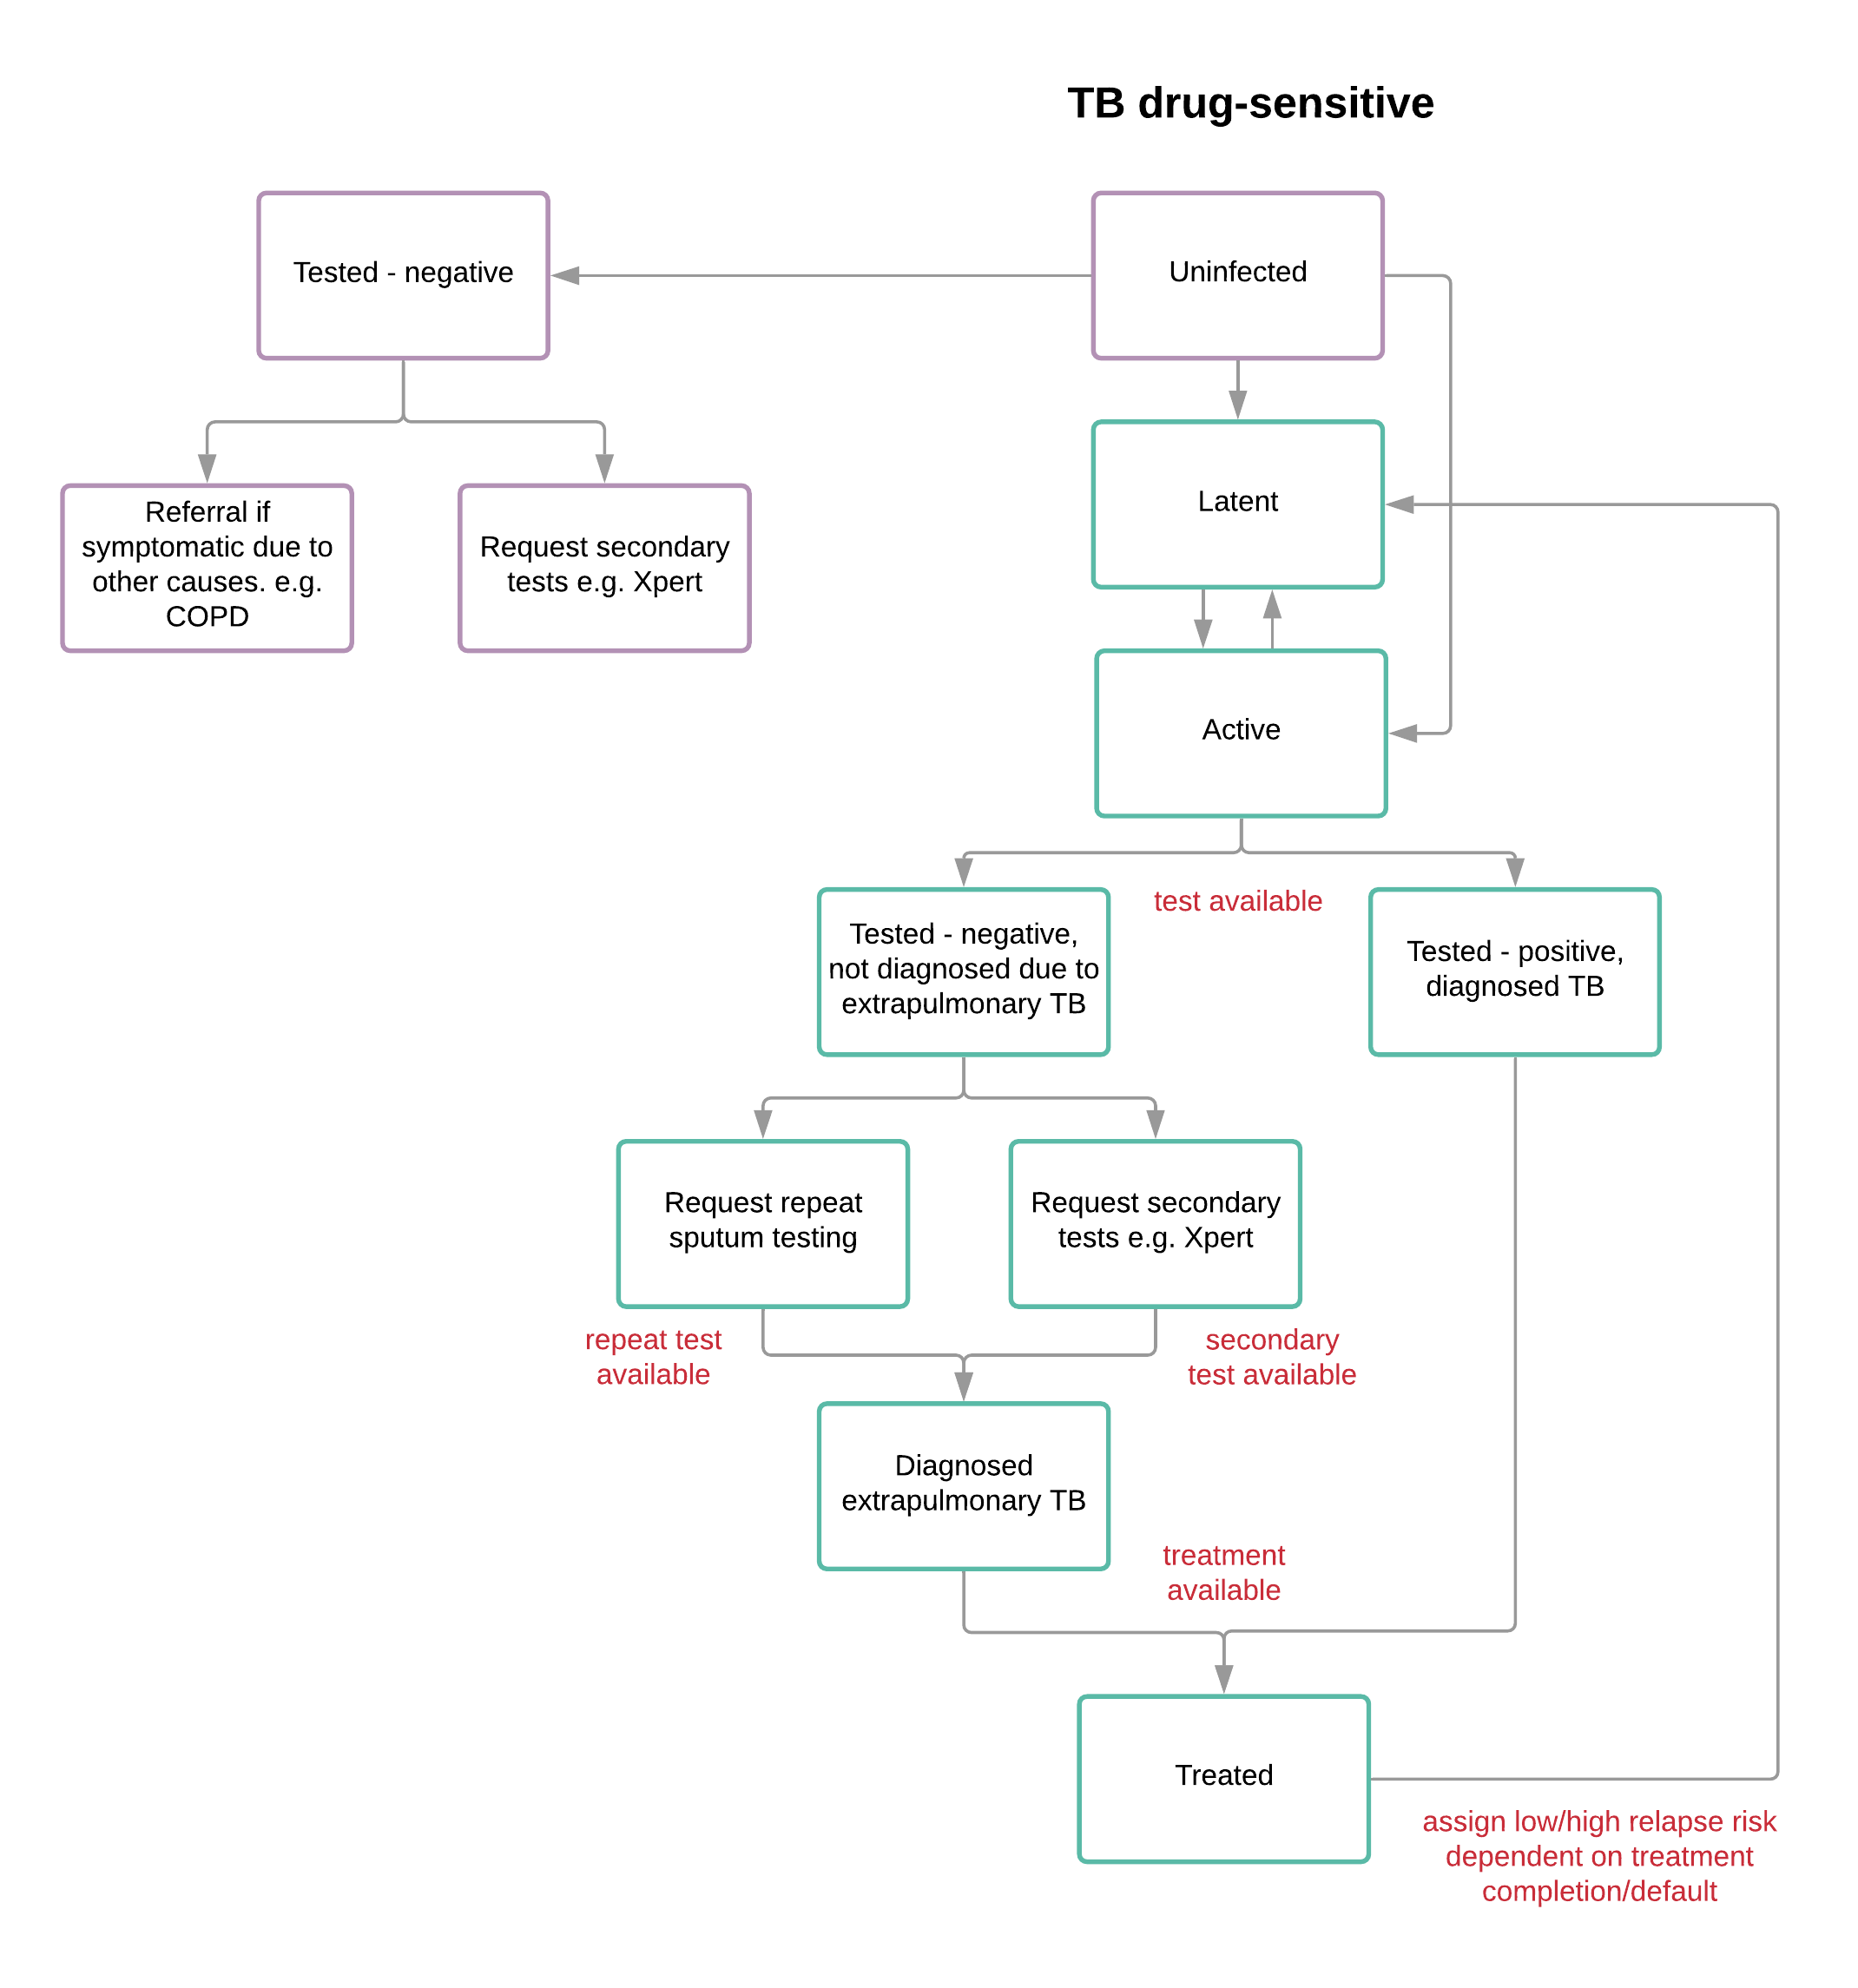 TB drug-sensitive
Tested - negative
Uninfected
Referral if
symptomatic due to
other causes. e.g.
COPD
Request secondary
tests e.g. Xpert
Latent
Active
test available
Tested - negative,
not diagnosed due to
extrapulmonary TB
Tested - positive,
diagnosed TB
Request repeat
sputum testing
Request secondary
tests e.g. Xpert
repeat test
available
secondary
test available
Diagnosed
extrapulmonary TB
treatment
available
Treated
assign low/high relapse risk
dependent on treatment
completion/default